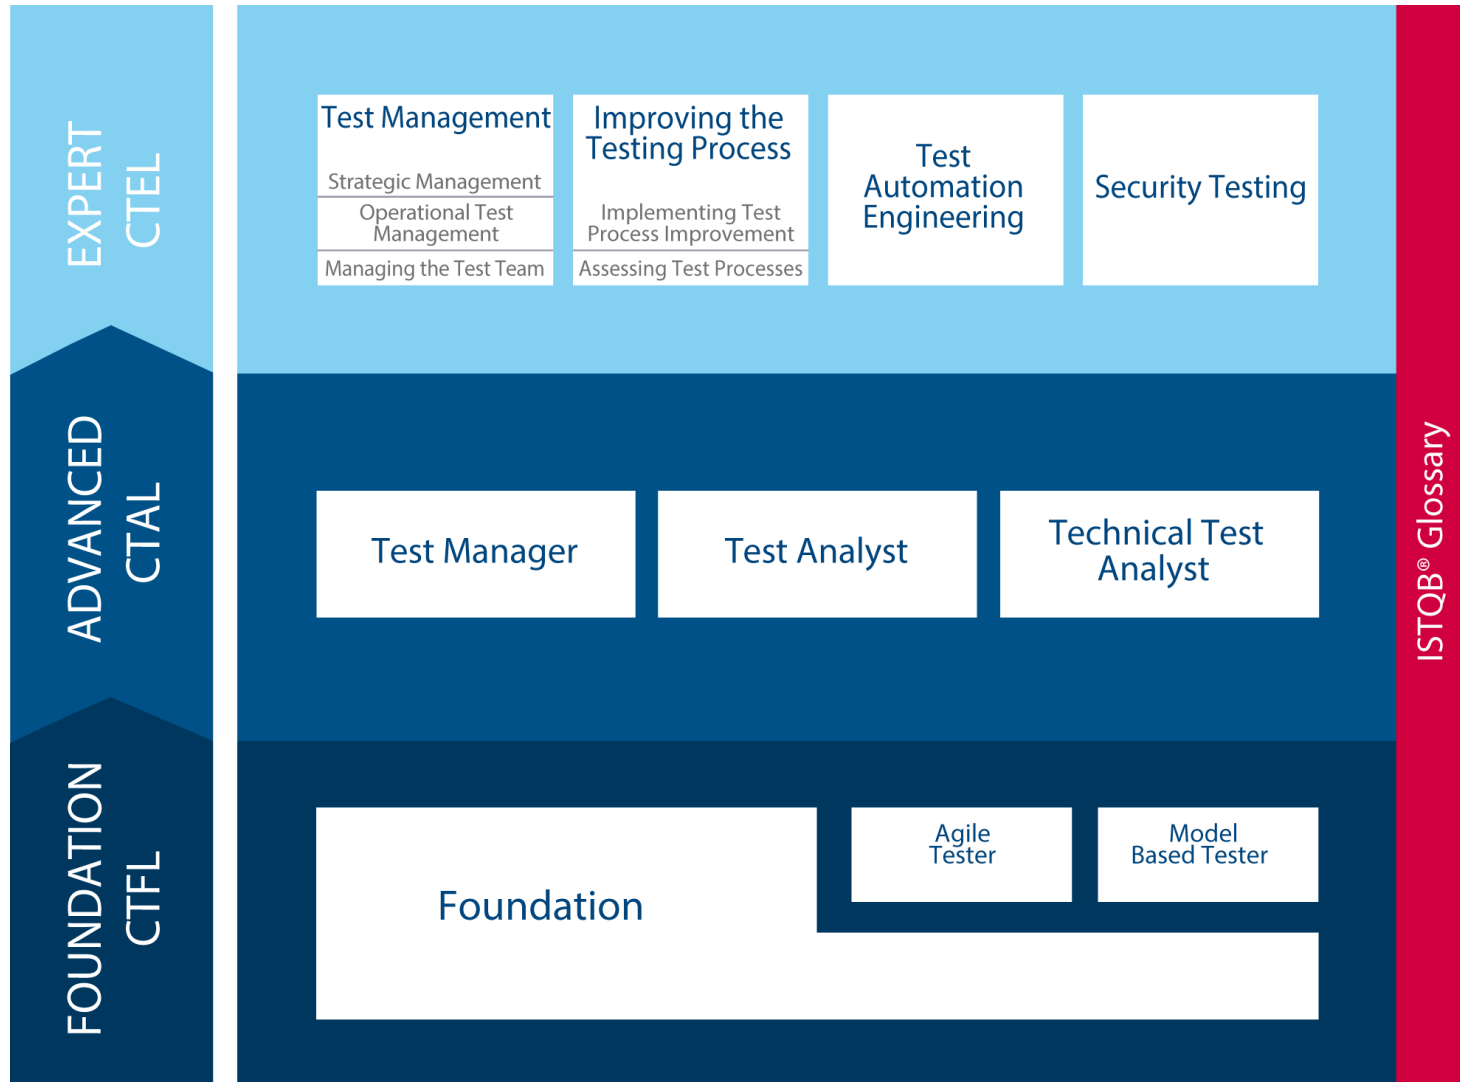 EXPERT
CTEL
Test Management
Strategic Management
Operational Test
Management
Managing the Test Team
Improving the
Testing Process
Implementing Test
Process Improvement
Assessing Test Processes
Test
Automation
Engineering
Security Testing
ADVANCED
CTAL
Test Manager
Test Analyst
Technical Test
Analyst
FOUNDATION
CTFL
Foundation
Agile
Tester
Model
Based Tester
ISTQB® Glossary